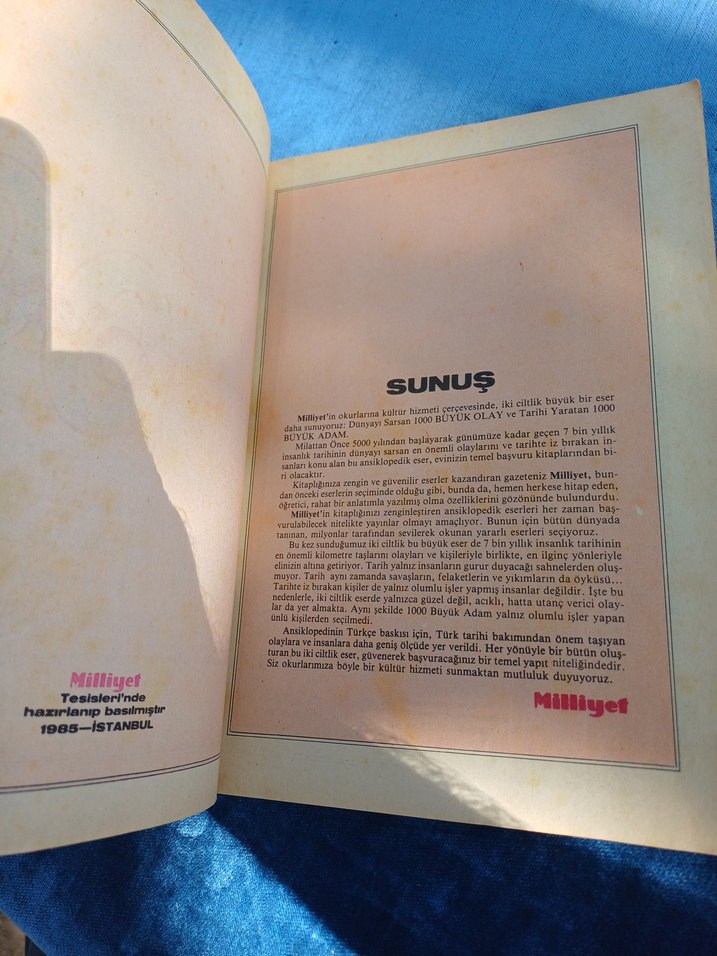 Milliyet
Tesisleri'nde
hazırlanıp basılmıştır
1985—İSTANBUL
SUNUŞ
Milliyet'in okurlarına kültür hizmeti çerçevesinde, iki ciltlik büyük bir eser
daha sunuyoruz: Dünyayı Sarsan 1000 BÜYÜK OLAY ve Tarihi Yaratan 1000
BÜYÜK ADAM.
Milattan Önce 5000 yılından başlayarak günümüze kadar geçen 7 bin yıllık
insanlık tarihinin dünyayı sarsan en önemli olaylarını ve tarihte iz bırakan in-
sanları konu alan bu ansiklopedik eser, evinizin temel başvuru kitaplarından bi-
ri olacaktır.
Kitaplığınıza zengin ve güvenilir eserler kazandıran gazeteniz Milliyet, bun-
dan önceki eserlerin seçiminde olduğu gibi, bunda da, hemen herkese hitap eden,
öğretici, rahat bir anlatımla yazılmış olma özelliklerini gözönünde bulundurdu.
Milliyet'in kitaplığınızı zenginleştiren ansiklopedik eserleri her zaman baş-
vurulabilecek nitelikte yayınlar olmayı amaçlıyor. Bunun için bütün dünyada
tanınan, milyonlar tarafından sevilerek okunan yararlı eserleri seçiyoruz.
Bu kez sunduğumuz iki ciltlik bu büyük eser de 7 bin yıllık insanlık tarihinin
en önemli kilometre taşlarını olayları ve kişileriyle birlikte, en ilginç yönleriyle
elinizin altına getiriyor. Tarih yalnız insanların gurur duyacağı sahnelerden oluş-
muyor. Tarih aynı zamanda savaşların, felaketlerin ve yıkımların da öyküsü...
Tarihte iz bırakan kişiler de yalnız olumlu işler yapmış insanlar değildir. İşte bu
nedenlerle, iki ciltlik eserde yalnızca güzel değil, acıklı, hatta utanç verici olay-
lar da yer almakta. Aynı şekilde 1000 Büyük Adam yalnız olumlu işler yapan
ünlü kişilerden seçilmedi.
Ansiklopedinin Türkçe baskısı için, Türk tarihi bakımından önem taşıyan
olaylara ve insanlara daha geniş ölçüde yer verildi. Her yönüyle bir bütün oluş-
turan bu iki ciltlik eser, güvenerek başvuracağınız bir temel yapıt niteliğindedir.
Siz okurlarımıza böyle bir kültür hizmeti sunmaktan mutluluk duyuyoruz.
Milliyet